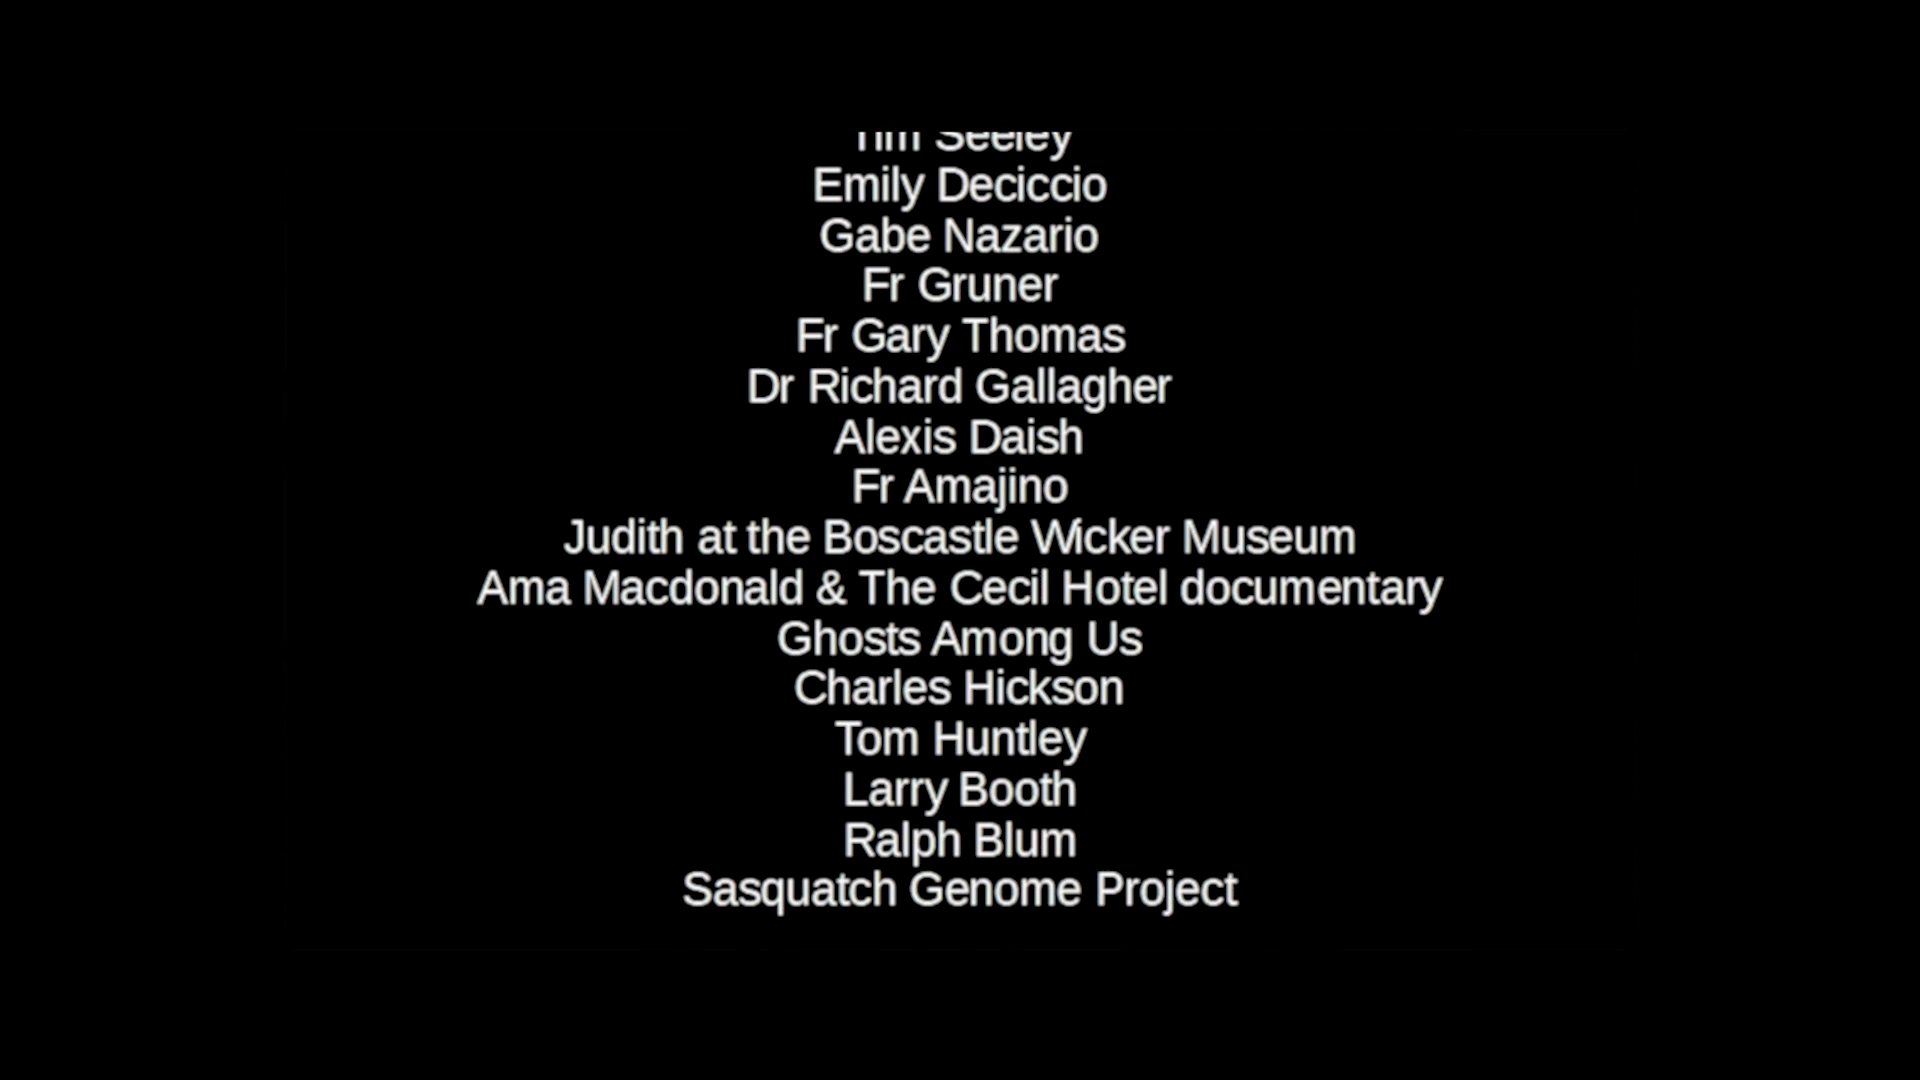 Tim Seeley
Emily Deciccio
Gabe Nazario
Fr Gruner
Fr Gary Thomas
Dr Richard Gallagher
Alexis Daish
Fr Amajino
Judith at the Boscastle Wicker Museum
Ama Macdonald & The Cecil Hotel documentary
Ghosts Among Us
Charles Hickson
Tom Huntley
Larry Booth
Ralph Blum
Sasquatch Genome Project